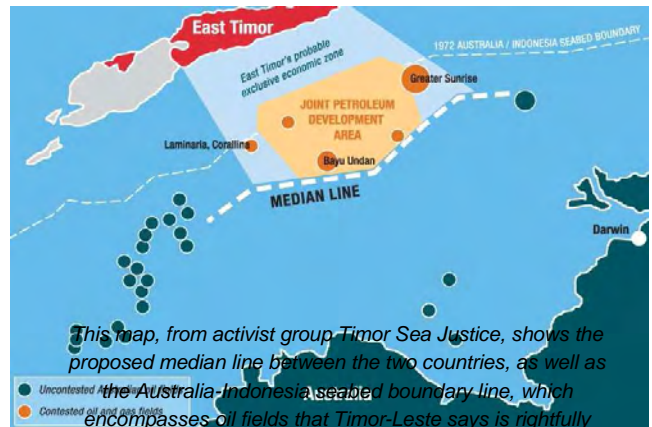 East Timor
1972 AUSTRALIA / INDONESIA SEABED BOUNDARY
East Timor's probable
exclusive economic zone
Greater Sunrise
JOINT PETROLEUM
DEVELOPMENT
AREA
Laminaria, Corallina
Bayu Undan
MEDIAN LINE
Darwin
This map, from activist group Timor Sea Justice, shows the
proposed median line between the two countries, as well as
the Australia-Indonesia seabed boundary line, which
encompasses oil fields that Timor-Leste says is rightfully
Uncontested
Contested oil and gas fields